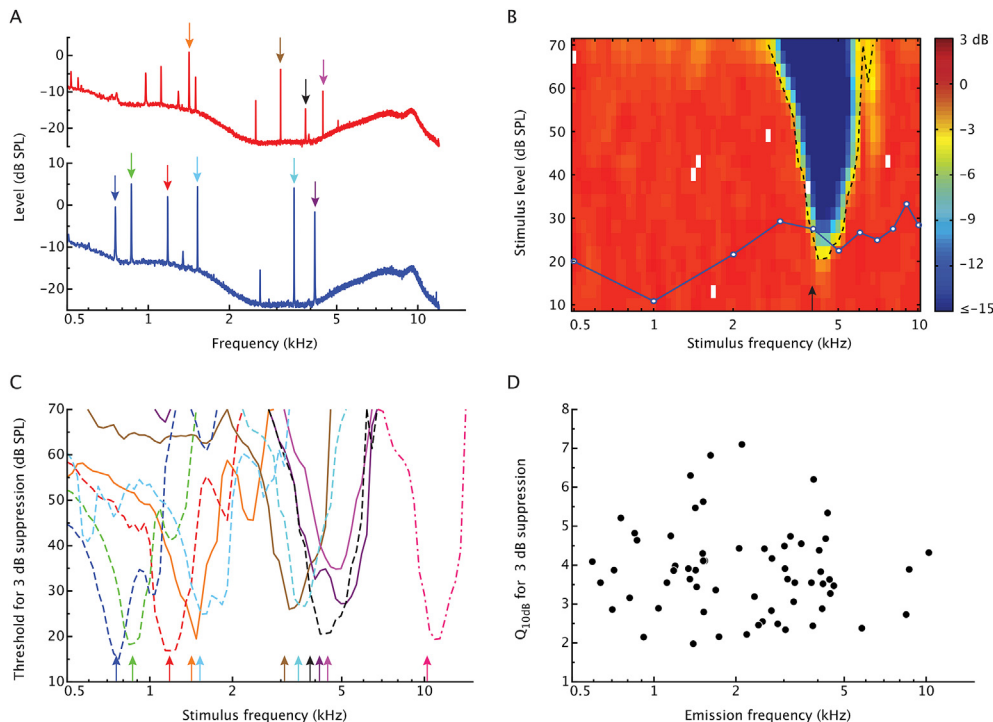 A
Level (dB SPL)
0
−10
−20
10
0
−10
−20
0.5 1 2 5 10
Frequency (kHz)
B
Stimulus level (dB SPL)
70
60
50
40
30
20
10
0.5 1 2 5 10
Stimulus frequency (kHz)
3 dB
0
−3
−6
−9
−12
≤−15
C
Threshold for 3 dB suppression (dB SPL)
70
60
50
40
30
20
10
0.5 1 2 5 10
Stimulus frequency (kHz)
D
Q10dB for 3 dB suppression
8
7
6
5
4
3
2
1
0.5 1 2 5 10
Emission frequency (kHz)